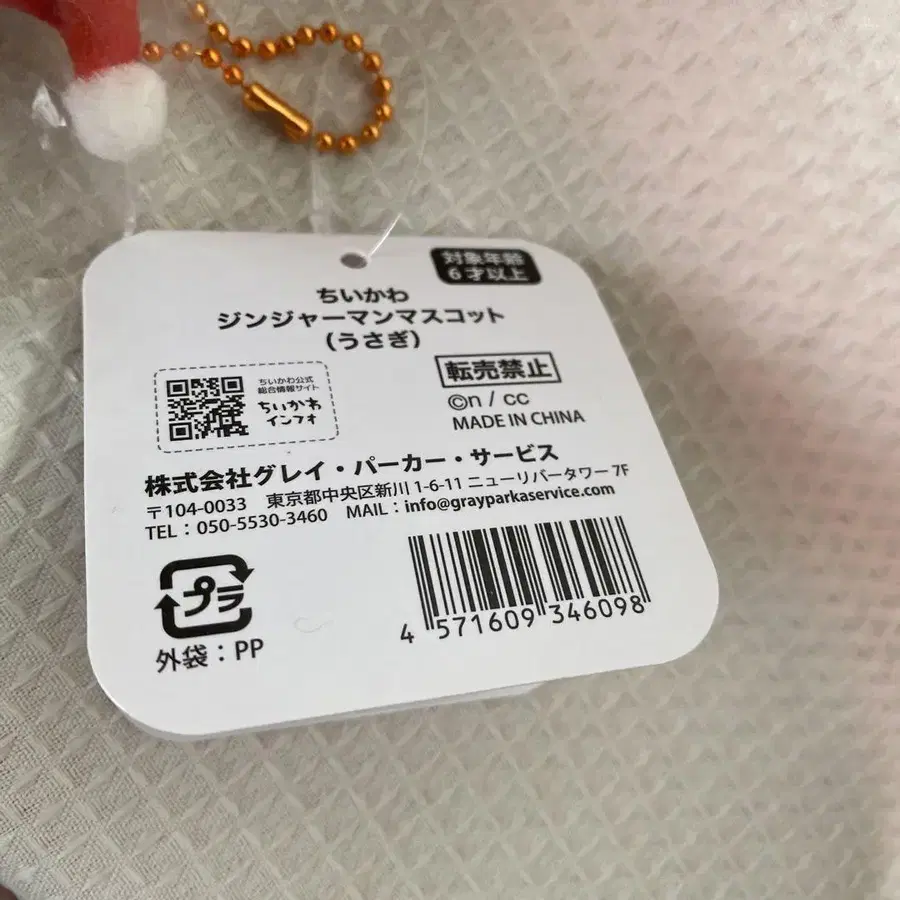 対象年齢
6才以上
ちいかわ
ジンジャーマンマスコット
(うさぎ)
ちいかわ公式
総合情報サイト
ちいかわ
インフォ
転売禁止
©n / cc
MADE IN CHINA
株式会社グレイ・パーカー・サービス
〒104-0033 東京都中央区新川 1-6-11 ニューリバータワー 7F
TEL：050-5530-3460 MAIL：info@grayparkaservice.com
プラ
外袋：PP
4 571609 346098